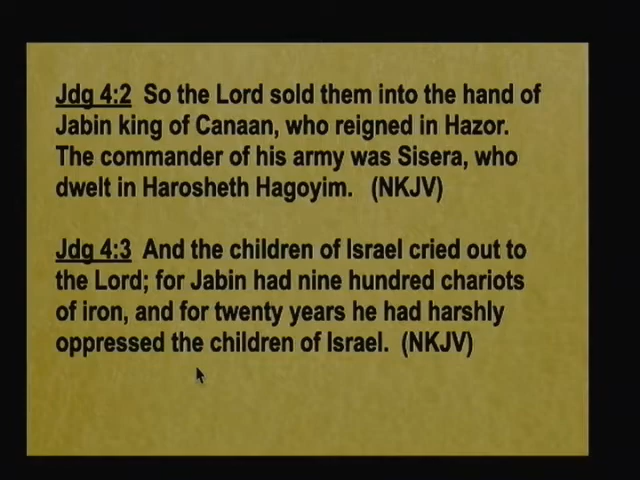 Jdg 4:2 So the Lord sold them into the hand of
Jabin king of Canaan, who reigned in Hazor.
The commander of his army was Sisera, who
dwelt in Harosheth Hagoyim. (NKJV)
Jdg 4:3 And the children of Israel cried out to
the Lord; for Jabin had nine hundred chariots
of iron, and for twenty years he had harshly
oppressed the children of Israel. (NKJV)